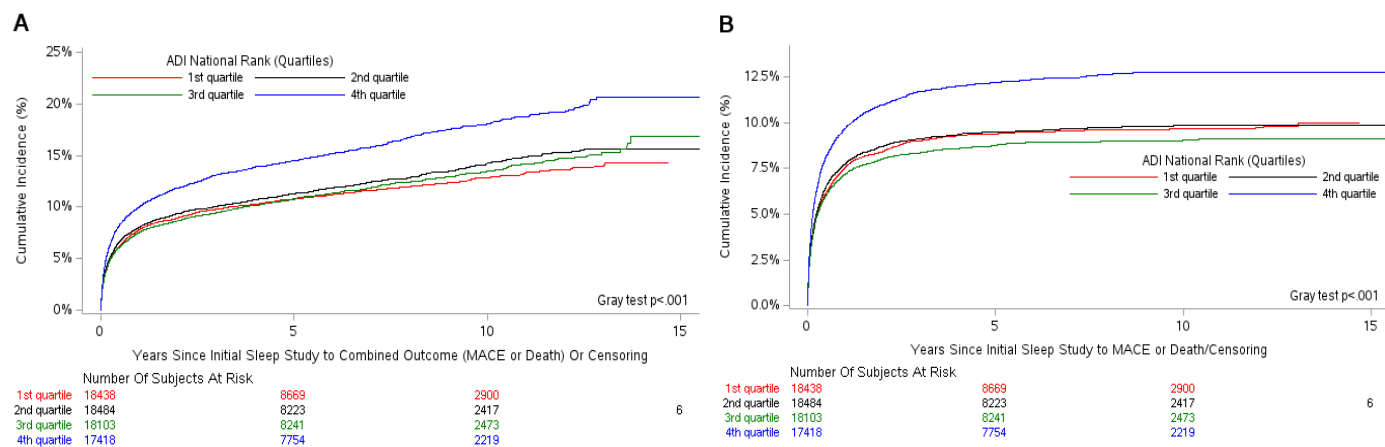 A
ADI National Rank (Quartiles)
1st quartile 2nd quartile
3rd quartile 4th quartile
25%
20%
15%
10%
5%
0%
Cumulative Incidence (%)
Gray test p<.001
0 5 10 15
Years Since Initial Sleep Study to Combined Outcome (MACE or Death) Or Censoring
Number Of Subjects At Risk
1st quartile 18438 8669 2900
2nd quartile 18484 8223 2417 6
3rd quartile 18103 8241 2473
4th quartile 17418 7754 2219
B
12.5%
10.0%
7.5%
5.0%
2.5%
0.0%
Cumulative Incidence (%)
ADI National Rank (Quartiles)
1st quartile 2nd quartile
3rd quartile 4th quartile
Gray test p<.001
0 5 10 15
Years Since Initial Sleep Study to MACE or Death/Censoring
Number Of Subjects At Risk
1st quartile 18438 8669 2900
2nd quartile 18484 8223 2417 6
3rd quartile 18103 8241 2473
4th quartile 17418 7754 2219